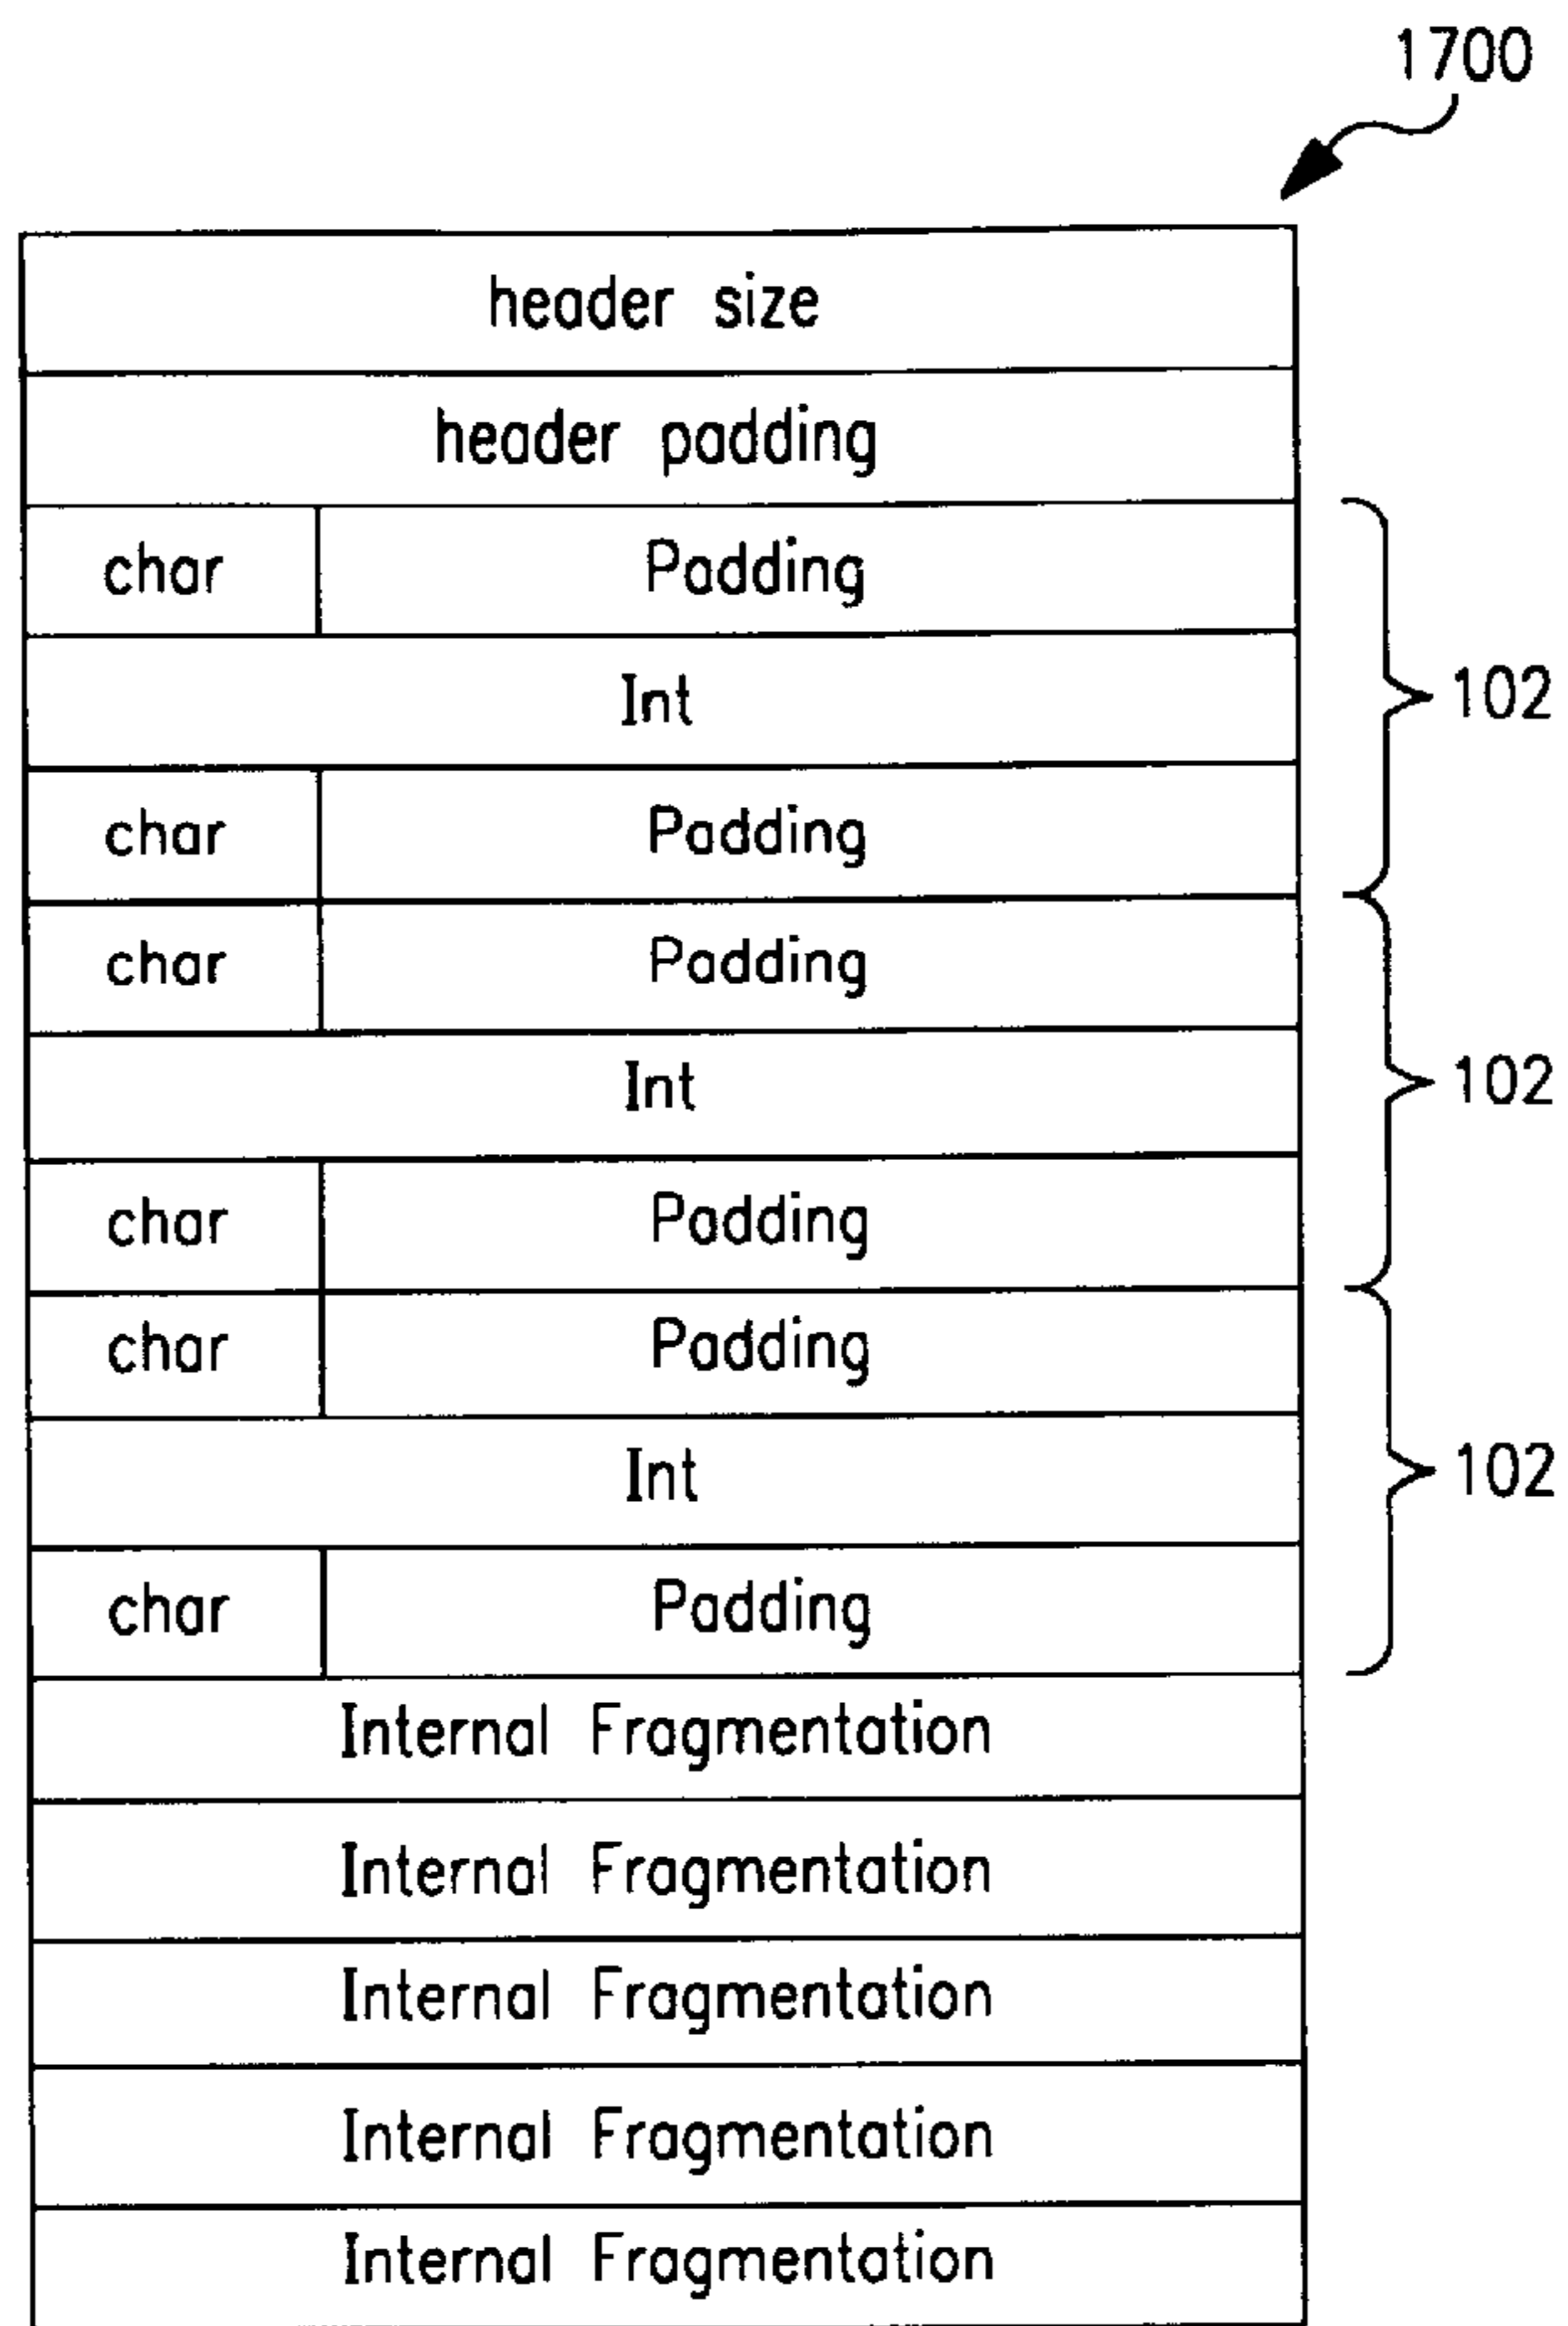 1700
header size
header padding
char Padding
Int 102
char Padding
char Padding
Int 102
char Padding
char Padding
Int 102
char Padding
Internal Fragmentation
Internal Fragmentation
Internal Fragmentation
Internal Fragmentation
Internal Fragmentation